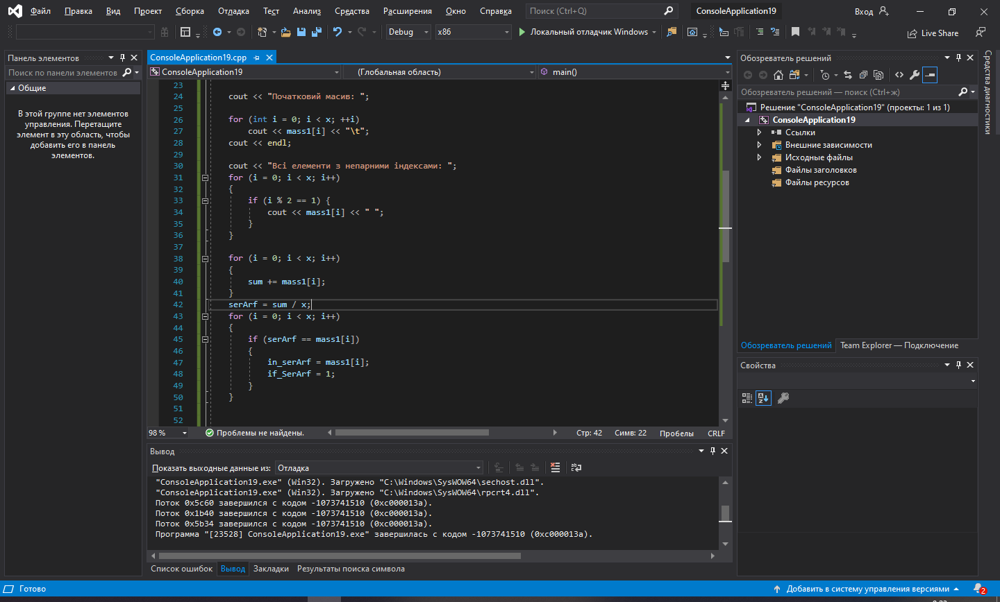 Файл Правка Вид Проект Сборка Отладка Тест Анализ Средства Расширения Окно Справка Поиск (Ctrl+Q) ConsoleApplication19 Вход
Debug x86 Локальный отладчик Windows Live Share
Панель элементов
Поиск по панели элементов
Общие
В этой группе нет элементов
управления. Перетащите
элемент в эту область, чтобы
добавить его в панель
элементов.
ConsoleApplication19.cpp
ConsoleApplication19 (Глобальная область) main()
23
24 cout << "Початковий масив: ";
25
26 for (int i = 0; i < x; ++i)
27 cout << mass1[i] << "\t";
28 cout << endl;
29
30 cout << "Всі елементи з непарними індексами: ";
31 for (i = 0; i < x; i++)
32 {
33 if (i % 2 == 1) {
34 cout << mass1[i] << " ";
35 }
36 }
37
38 for (i = 0; i < x; i++)
39 {
40 sum += mass1[i];
41 }
42 serArf = sum / x;
43 for (i = 0; i < x; i++)
44 {
45 if (serArf == mass1[i])
46 {
47 in_serArf = mass1[i];
48 if_SerArf = 1;
49 }
50 }
51
52
98 % Проблемы не найдены. Стр: 42 Симв: 22 Пробелы CRLF
Вывод
Показать выходные данные из: Отладка
"ConsoleApplication19.exe" (Win32). Загружено "C:\Windows\SysWOW64\sechost.dll".
"ConsoleApplication19.exe" (Win32). Загружено "C:\Windows\SysWOW64\rpcrt4.dll".
Поток 0x5c60 завершился с кодом -1073741510 (0xc000013a).
Поток 0x1b40 завершился с кодом -1073741510 (0xc000013a).
Поток 0x5b34 завершился с кодом -1073741510 (0xc000013a).
Программа "[23528] ConsoleApplication19.exe" завершилась с кодом -1073741510 (0xc000013a).
Список ошибок Вывод Закладки Результаты поиска символа
Обозреватель решений
Обозреватель решений — поиск (Ctrl+ж)
Решение "ConsoleApplication19" (проекты: 1 из 1)
ConsoleApplication19
Ссылки
Внешние зависимости
Исходные файлы
Файлы заголовков
Файлы ресурсов
Обозреватель решений Team Explorer — Подключение
Свойства
Средства диагностики
Готово Добавить в систему управления версиями 2